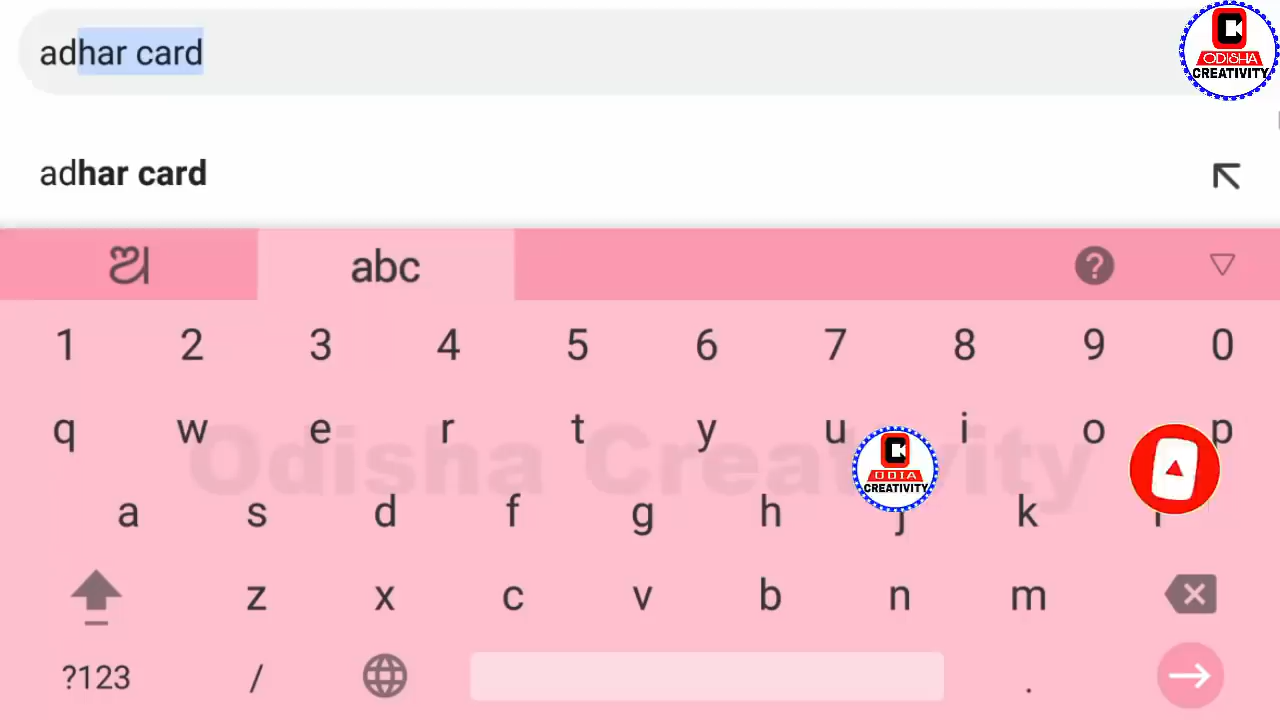 adhar card
ODISHA
CREATIVITY
adhar card
ଅ abc ?
1 2 3 4 5 6 7 8 9 0
q w e r t y u i o p
Odisha Creativity
ODIA
CREATIVITY
a s d f g h j k l
z x c v b n m
?123 / .